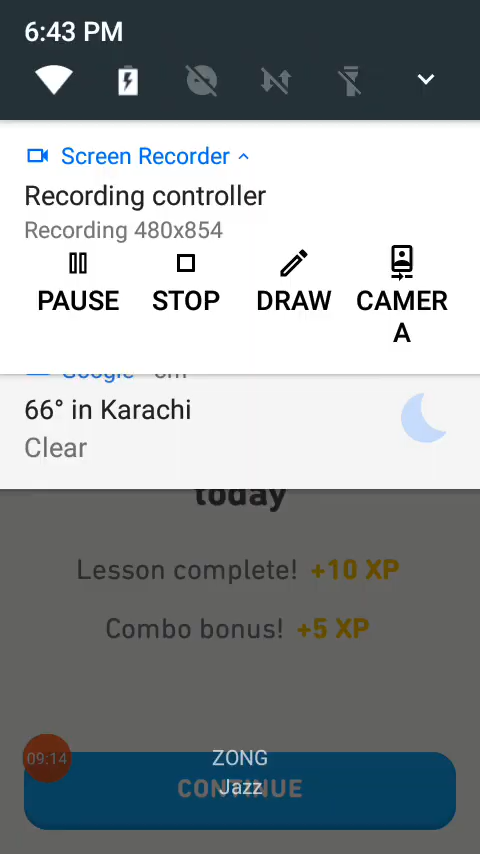 6:43 PM
Screen Recorder
Recording controller
Recording 480x854
PAUSE STOP DRAW CAMER
A
Google
66° in Karachi
Clear
today
Lesson complete! +10 XP
Combo bonus! +5 XP
09:14
ZONG
CONTINUE
Jazz